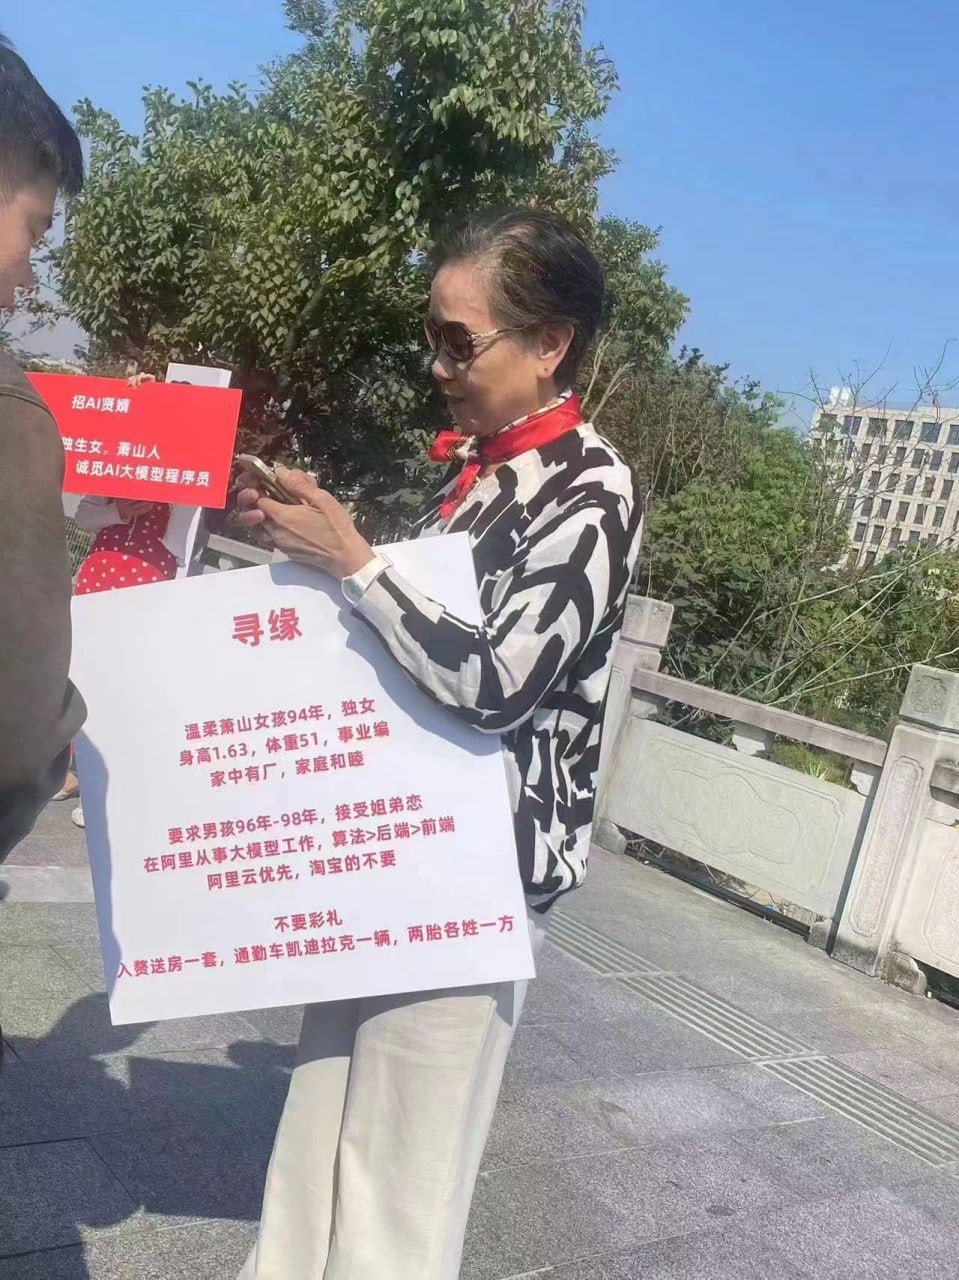 招AI贤婿
独生女，萧山人
诚觅AI大模型程序员
寻缘
温柔萧山女孩94年，独女
身高1.63，体重51，事业编
家中有厂，家庭和睦
要求男孩96年-98年，接受姐弟恋
在阿里从事大模型工作，算法>后端>前端
阿里云优先，淘宝的不要
不要彩礼
入赘送房一套，通勤车凯迪拉克一辆，两胎各姓一方